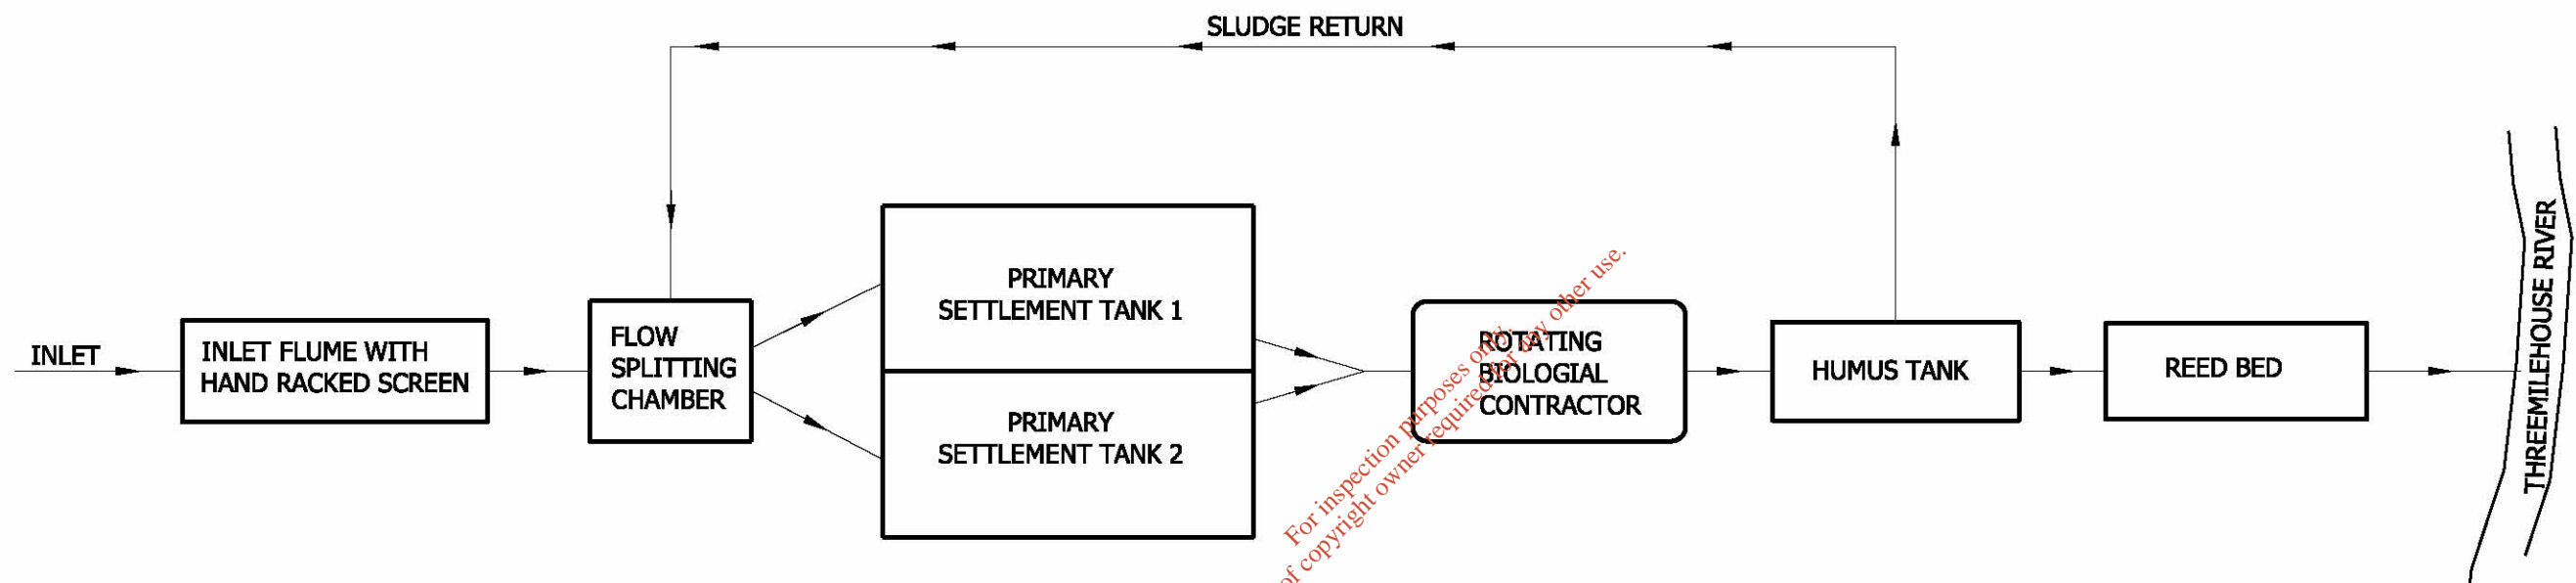 SLUDGE RETURN
INLET
INLET FLUME WITH
HAND RACKED SCREEN
FLOW
SPLITTING
CHAMBER
PRIMARY
SETTLEMENT TANK 1
PRIMARY
SETTLEMENT TANK 2
ROTATING
BIOLOGIAL
CONTRACTOR
HUMUS TANK
REED BED
THREEMILEHOUSE RIVER
For inspection purposes only.
of copyright owner required for any other use.